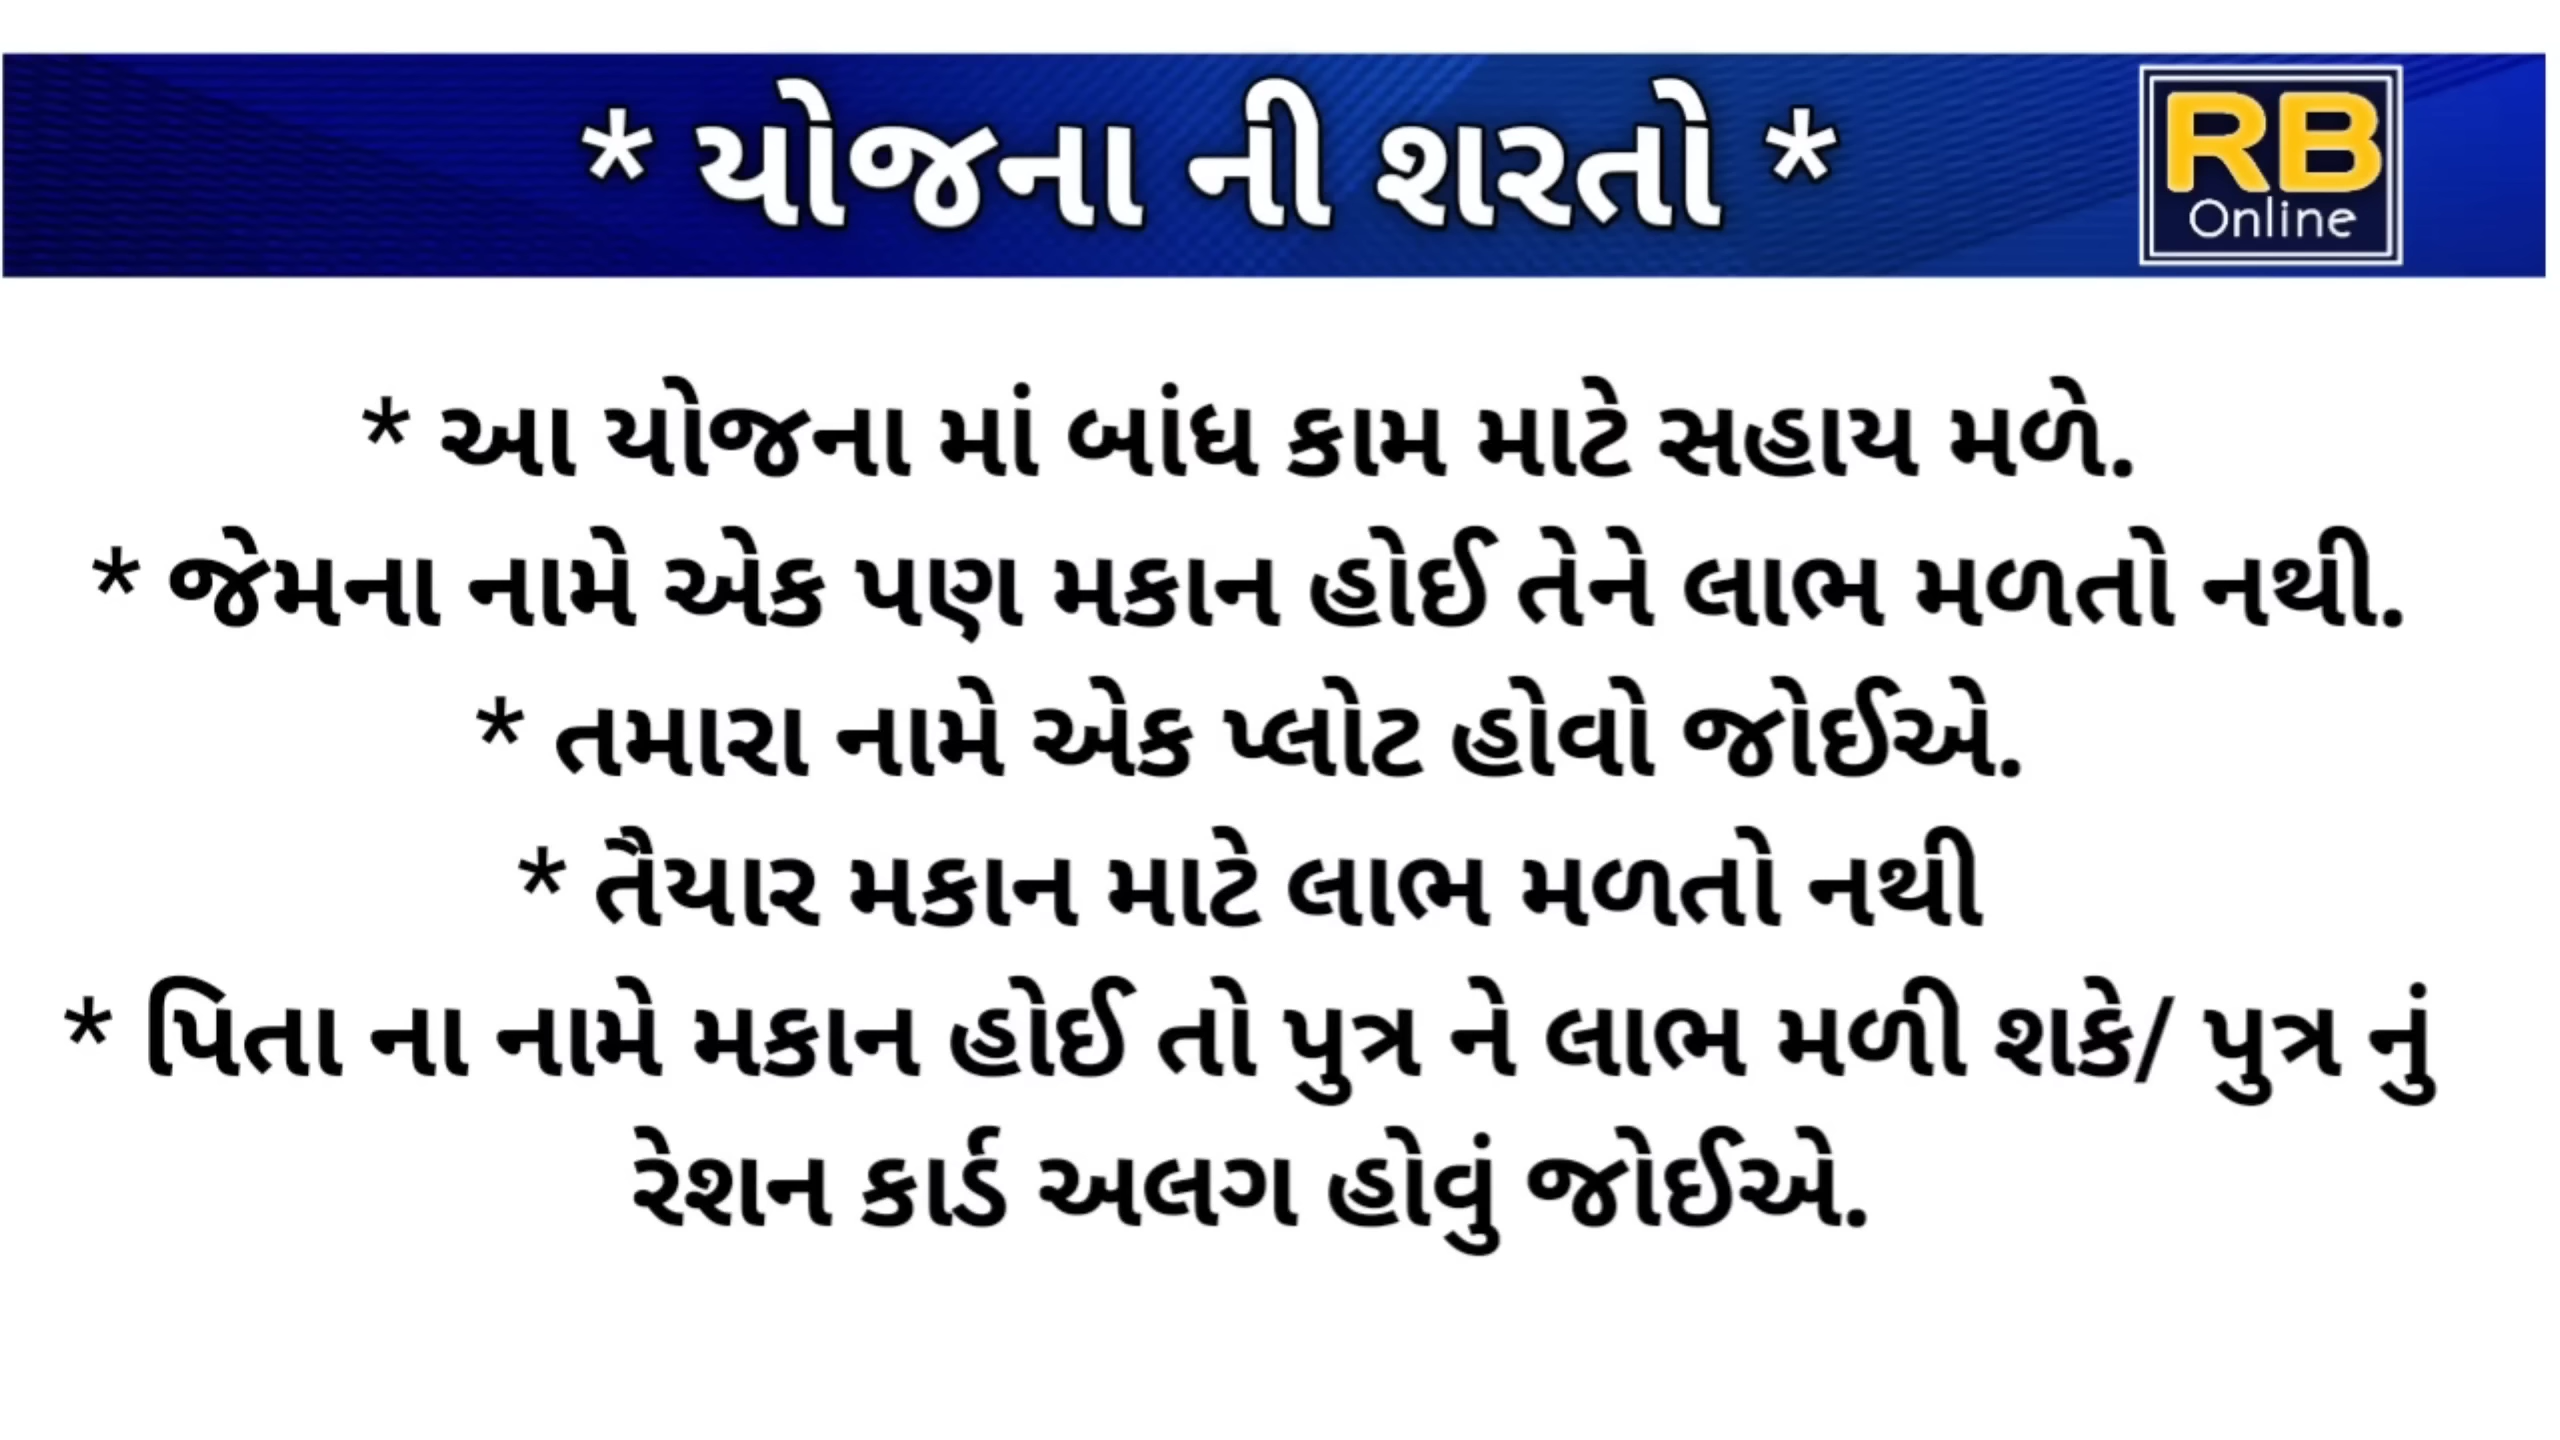 * યોજના ની શરતો *
RB
Online
* આ યોજના માં બાંધ કામ માટે સહાય મળે.
* જેમના નામે એક પણ મકાન હોઈ તેને લાભ મળતો નથી.
* તમારા નામે એક પ્લોટ હોવો જોઈએ.
* તૈયાર મકાન માટે લાભ મળતો નથી
* પિતા ના નામે મકાન હોઈ તો પુત્ર ને લાભ મળી શકે/ પુત્ર નું
રેશન કાર્ડ અલગ હોવું જોઈએ.